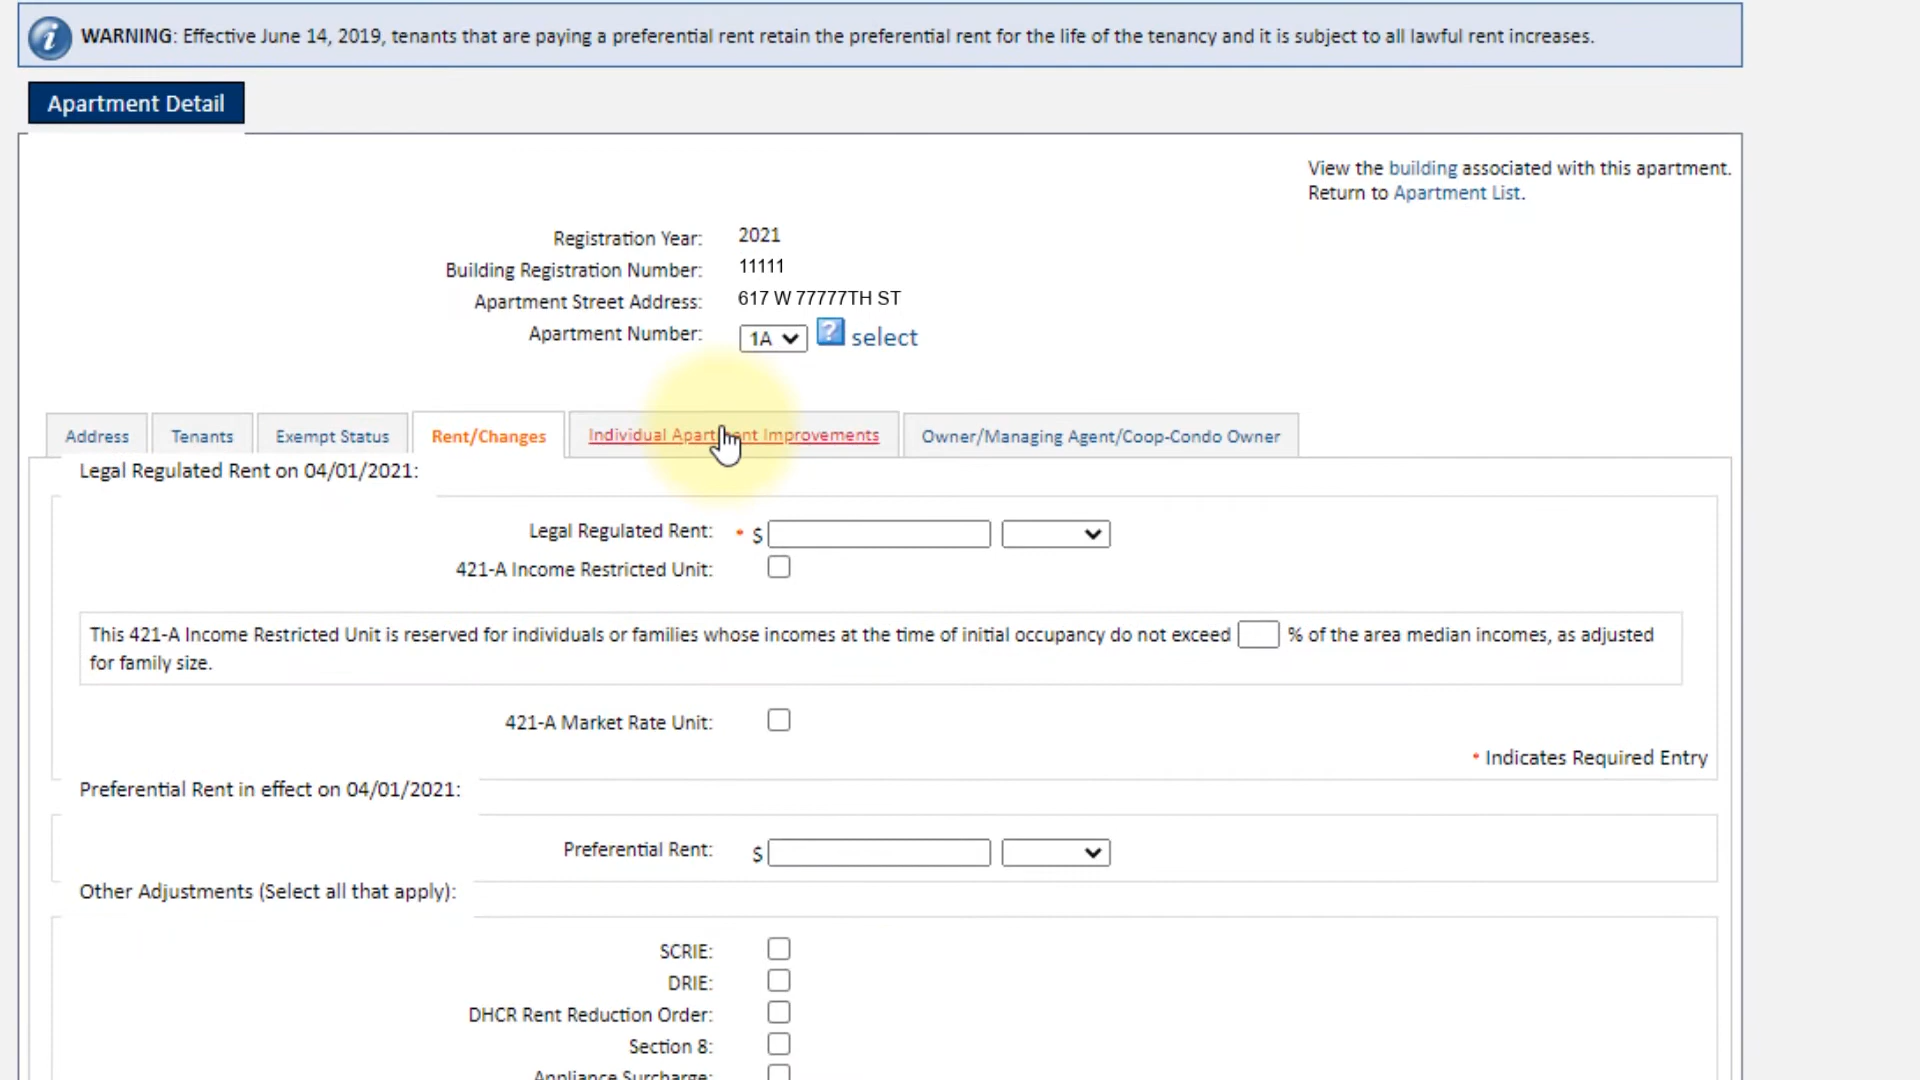 WARNING: Effective June 14, 2019, tenants that are paying a preferential rent retain the preferential rent for the life of the tenancy and it is subject to all lawful rent increases.
Apartment Detail
View the building associated with this apartment.
Return to Apartment List.
Registration Year: 2021
Building Registration Number: 11111
Apartment Street Address: 617 W 77777TH ST
Apartment Number: 1A ? select
Address Tenants Exempt Status Rent/Changes Individual Apartment Improvements Owner/Managing Agent/Coop-Condo Owner
Legal Regulated Rent on 04/01/2021:
Legal Regulated Rent: * $
421-A Income Restricted Unit:
This 421-A Income Restricted Unit is reserved for individuals or families whose incomes at the time of initial occupancy do not exceed % of the area median incomes, as adjusted
for family size.
421-A Market Rate Unit:
* Indicates Required Entry
Preferential Rent in effect on 04/01/2021:
Preferential Rent: $
Other Adjustments (Select all that apply):
SCRIE:
DRIE:
DHCR Rent Reduction Order:
Section 8:
Appliance Surcharge: